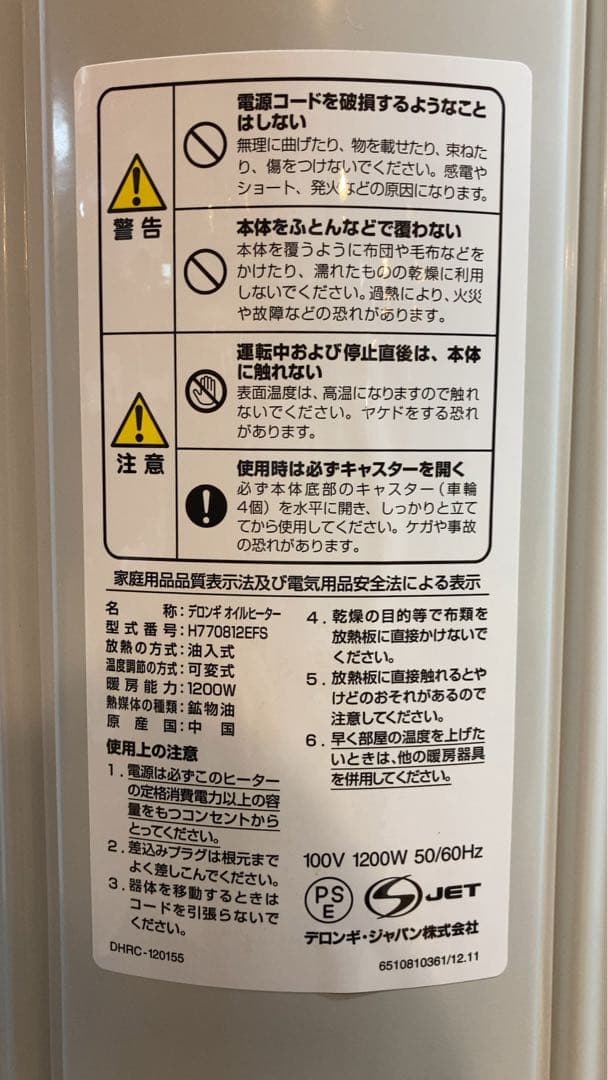 警告
電源コードを破損するようなこと
はしない
無理に曲げたり、物を載せたり、束ねた
り、傷をつけないでください。感電や
ショート、発火などの原因になります。
本体をふとんなどで覆わない
本体を覆うように布団や毛布などを
かけたり、濡れたものの乾燥に利用
しないでください。過熱により、火災
や故障などの恐れがあります。
注意
運転中および停止直後は、本体
に触れない
表面温度は、高温になりますので触れ
ないでください。ヤケドをする恐れ
があります。
使用時は必ずキャスターを開く
必ず本体底部のキャスター(車輪
4個)を水平に開き、しっかりと立て
てから使用してください。ケガや事故
の恐れがあります。
家庭用品品質表示法及び電気用品安全法による表示
名 称:デロンギ オイルヒーター
型式番号:H770812EFS
放熱の方式:油入式
温度調節の方式:可変式
暖房能力:1200W
熱媒体の種類:鉱物油
原産国:中国
使用上の注意
1.電源は必ずこのヒーター
の定格消費電力以上の容
量をもつコンセントから
とってください。
2.差込みプラグは根元まで
よく差しこんでください。
3.器体を移動するときは
コードを引張らないで
ください。
DHRC-120155
4.乾燥の目的等で布類を
放熱板に直接かけないで
ください。
5.放熱板に直接触れるとや
けどのおそれがあるので
注意してください。
6.早く部屋の温度を上げた
いときは、他の暖房器具
を併用してください。
100V 1200W 50/60Hz
PS
E
JET
デロンギ・ジャパン株式会社
6510810361/12.11